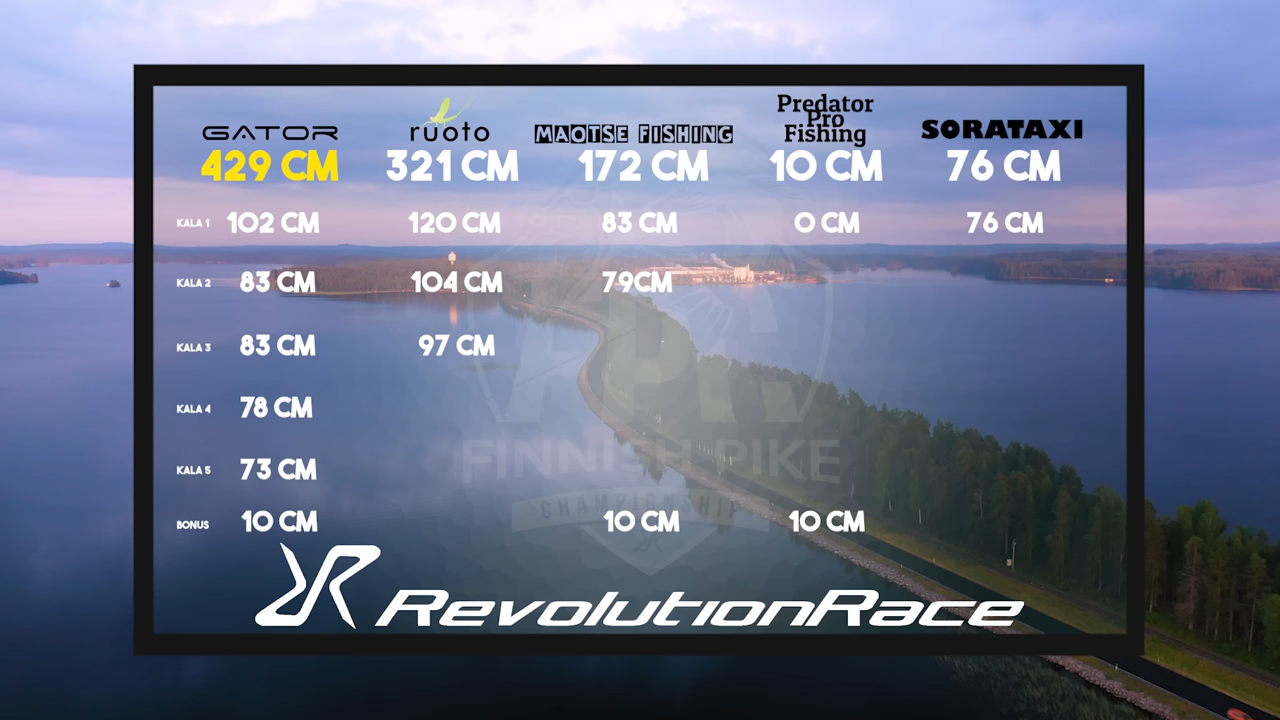 GATOR ruoto MAOTSE FISHING Predator Pro Fishing SORATAXI
429 CM 321 CM 172 CM 10 CM 76 CM
KALA 1 102 CM 120 CM 83 CM 0 CM 76 CM
KALA 2 83 CM 104 CM 79CM
KALA 3 83 CM 97 CM
KALA 4 78 CM
FINNISH PIKE
KALA 5 73 CM
CHAMPIONSHIP
BONUS 10 CM 10 CM 10 CM
RevolutionRace